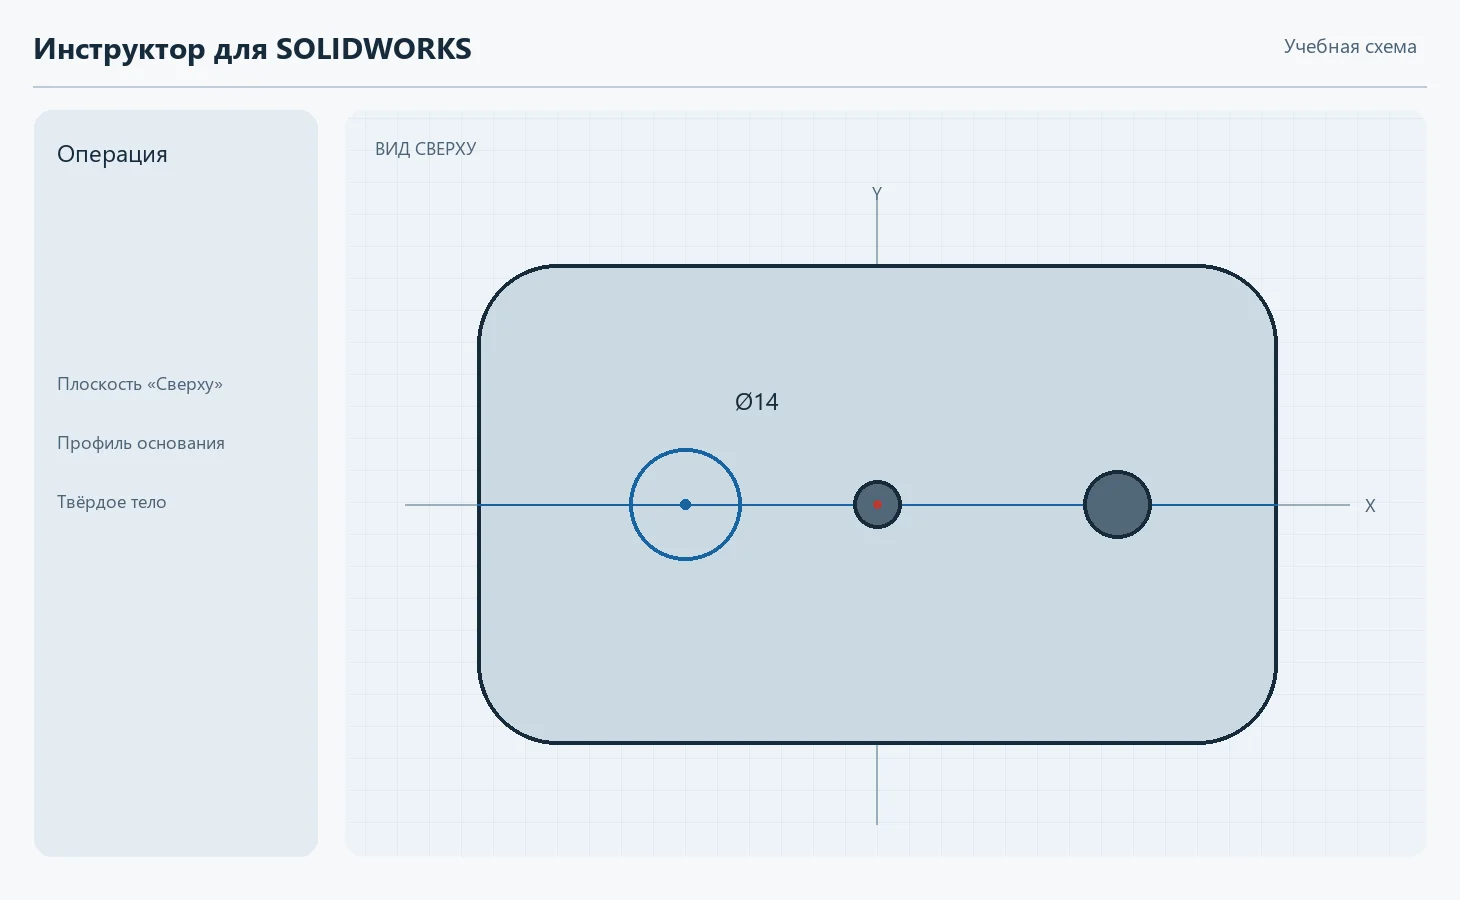 Инструктор для SOLIDWORKS
Учебная схема
Операция
Плоскость «Сверху»
Профиль основания
Твёрдое тело
ВИД СВЕРХУ
Y
Ø14
X